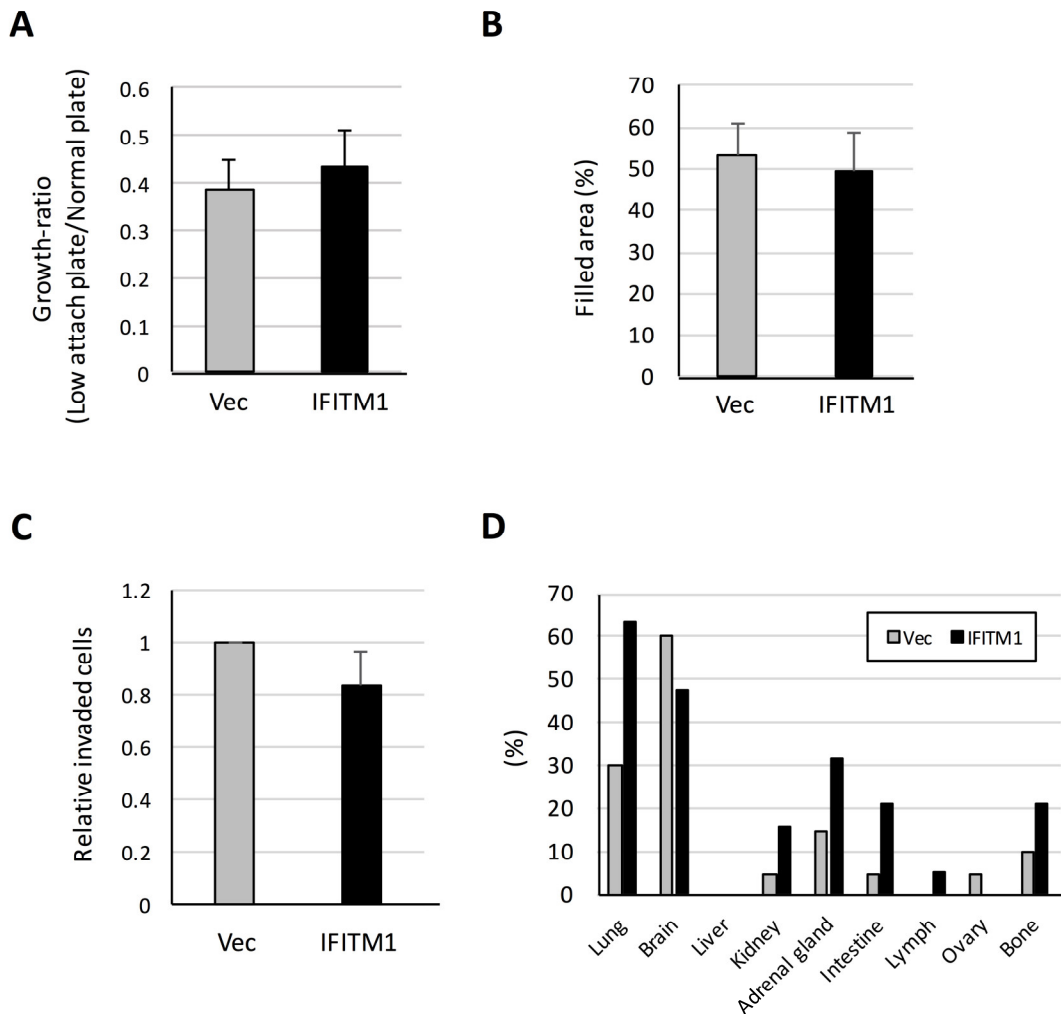 A
Growth-ratio
(Low attach plate/Normal plate)
0.6
0.5
0.4
0.3
0.2
0.1
0
Vec IFITM1
B
Filled area (%)
70
60
50
40
30
20
10
0
Vec IFITM1
C
Relative invaded cells
1.2
1
0.8
0.6
0.4
0.2
0
Vec IFITM1
D
(%)
70
60
50
40
30
20
10
0
Vec IFITM1
Lung
Brain
Liver
Kidney
Adrenal gland
Intestine
Lymph
Ovary
Bone